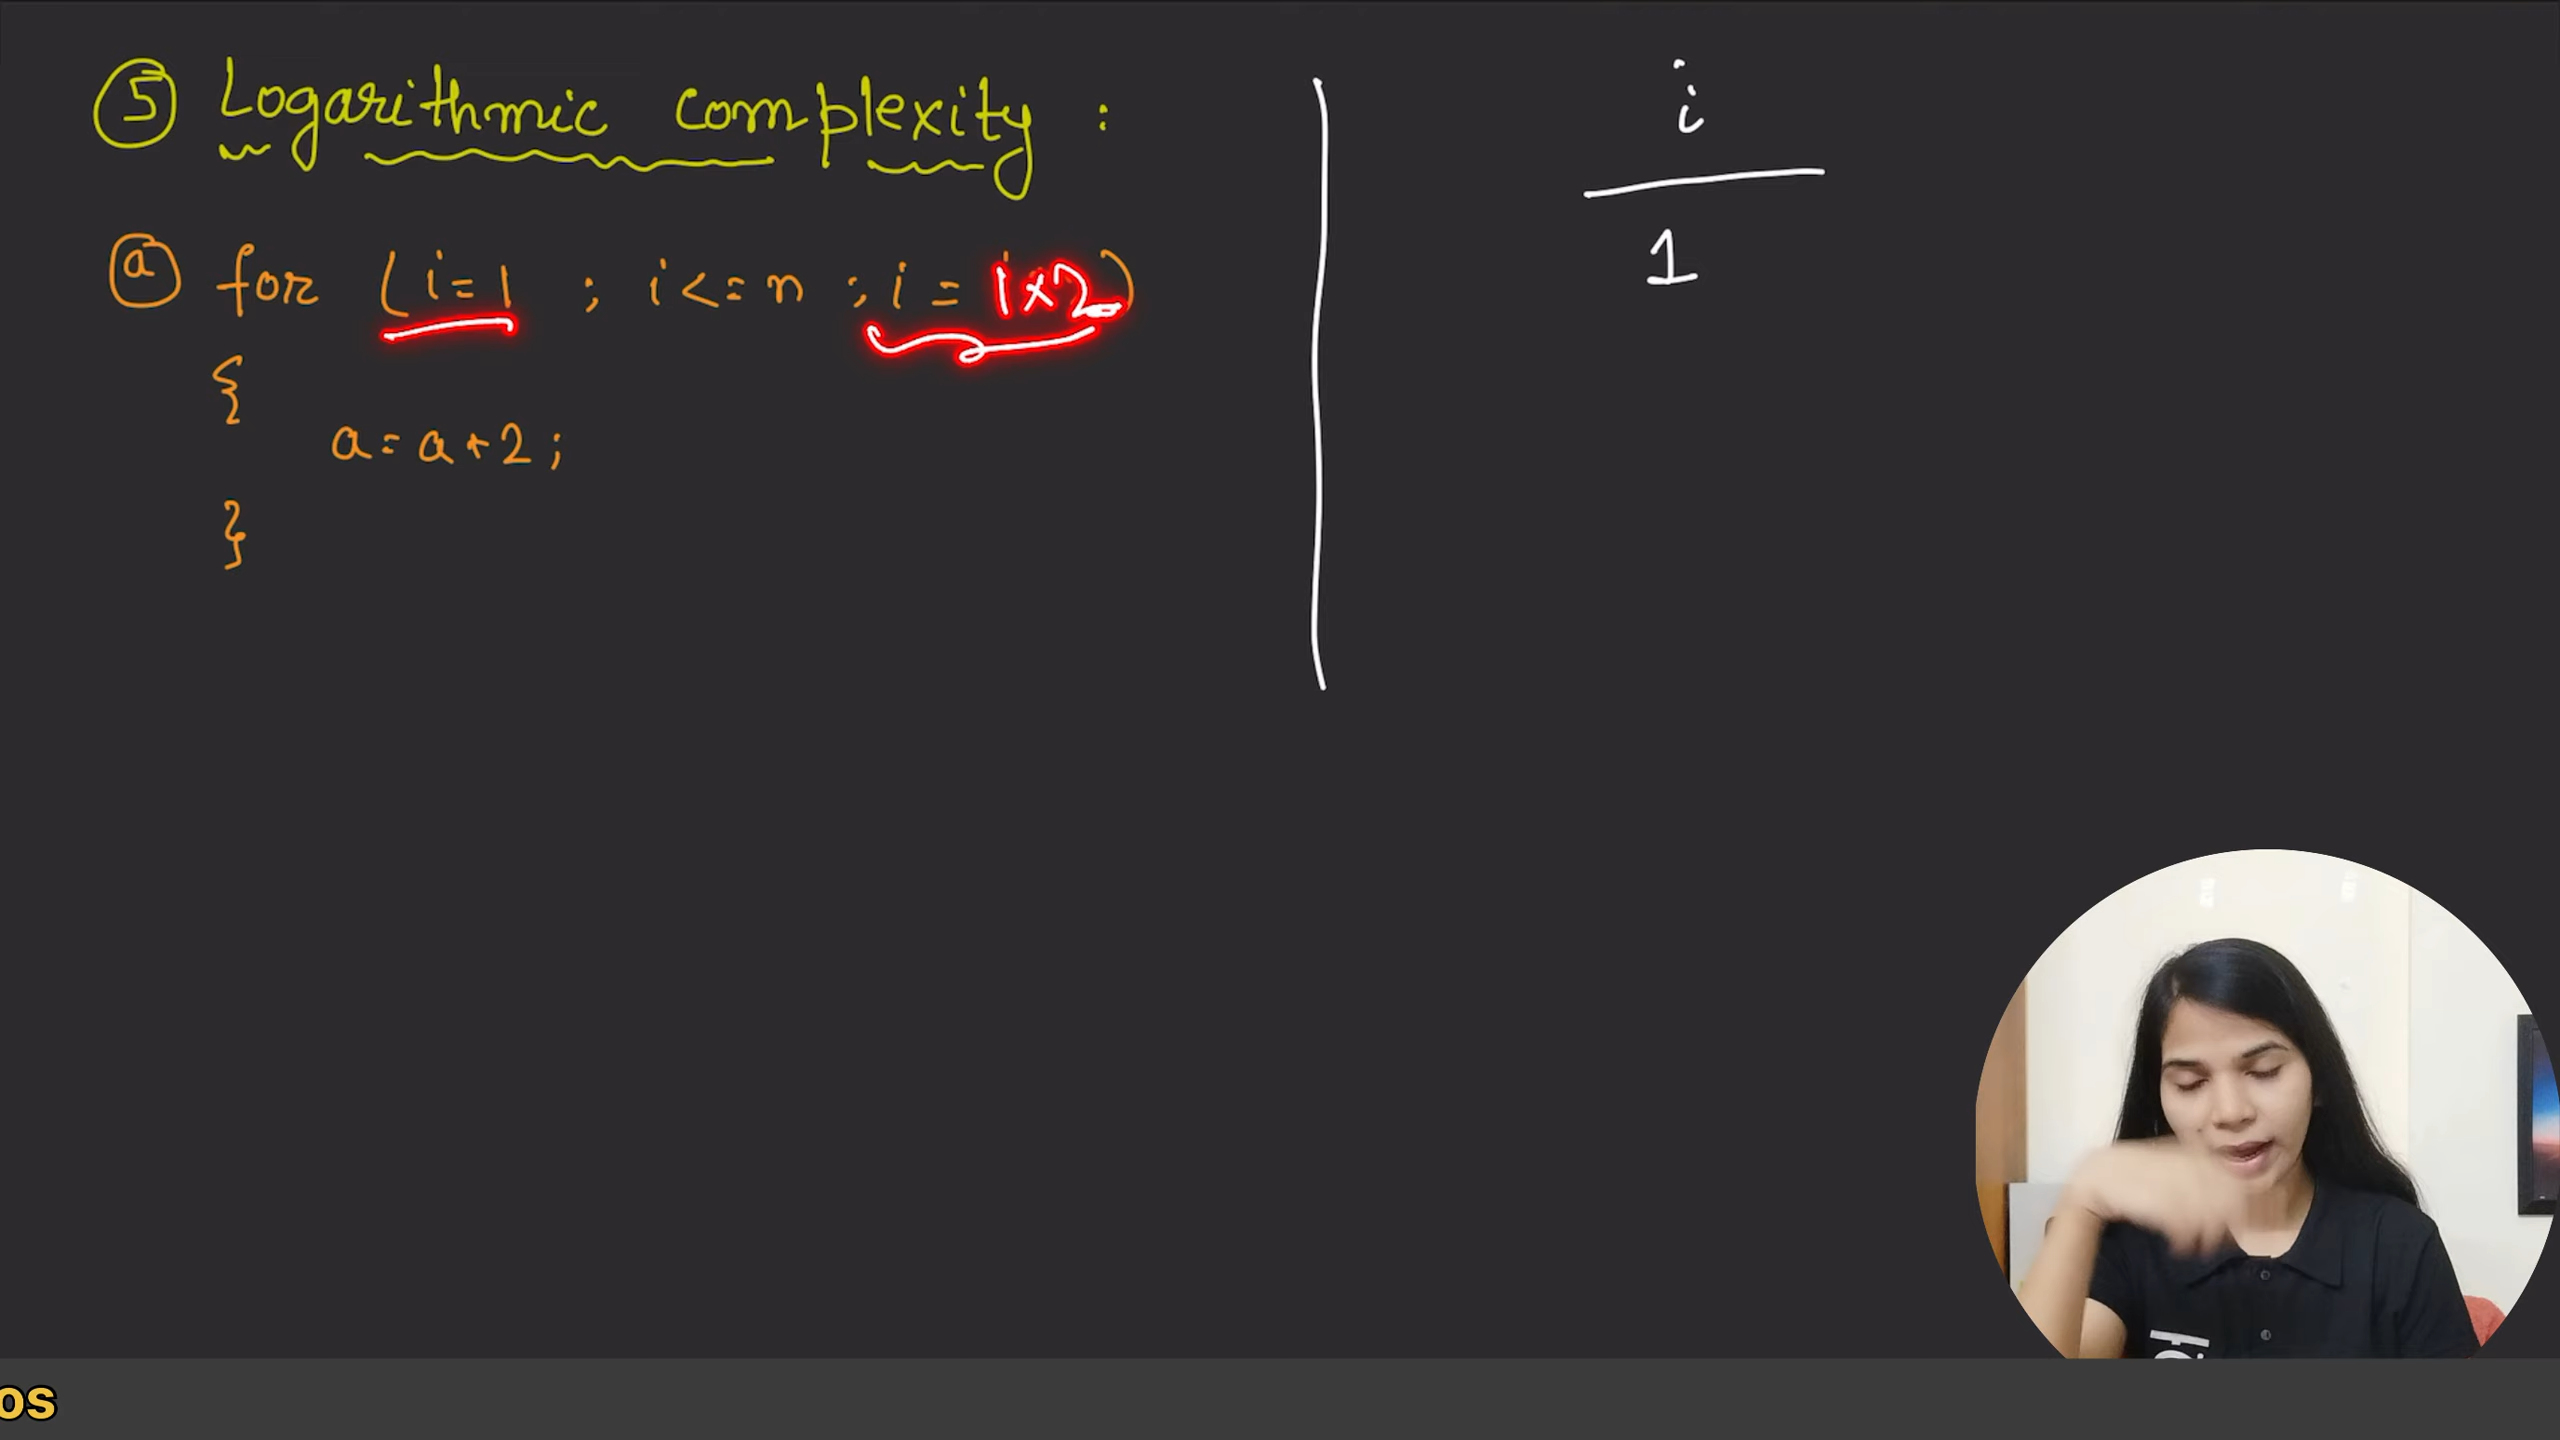 5 Logarithmic complexity :
a for (i=1 ; i<=n ; i = i×2)
{
a=a+2;
}
i
1
os